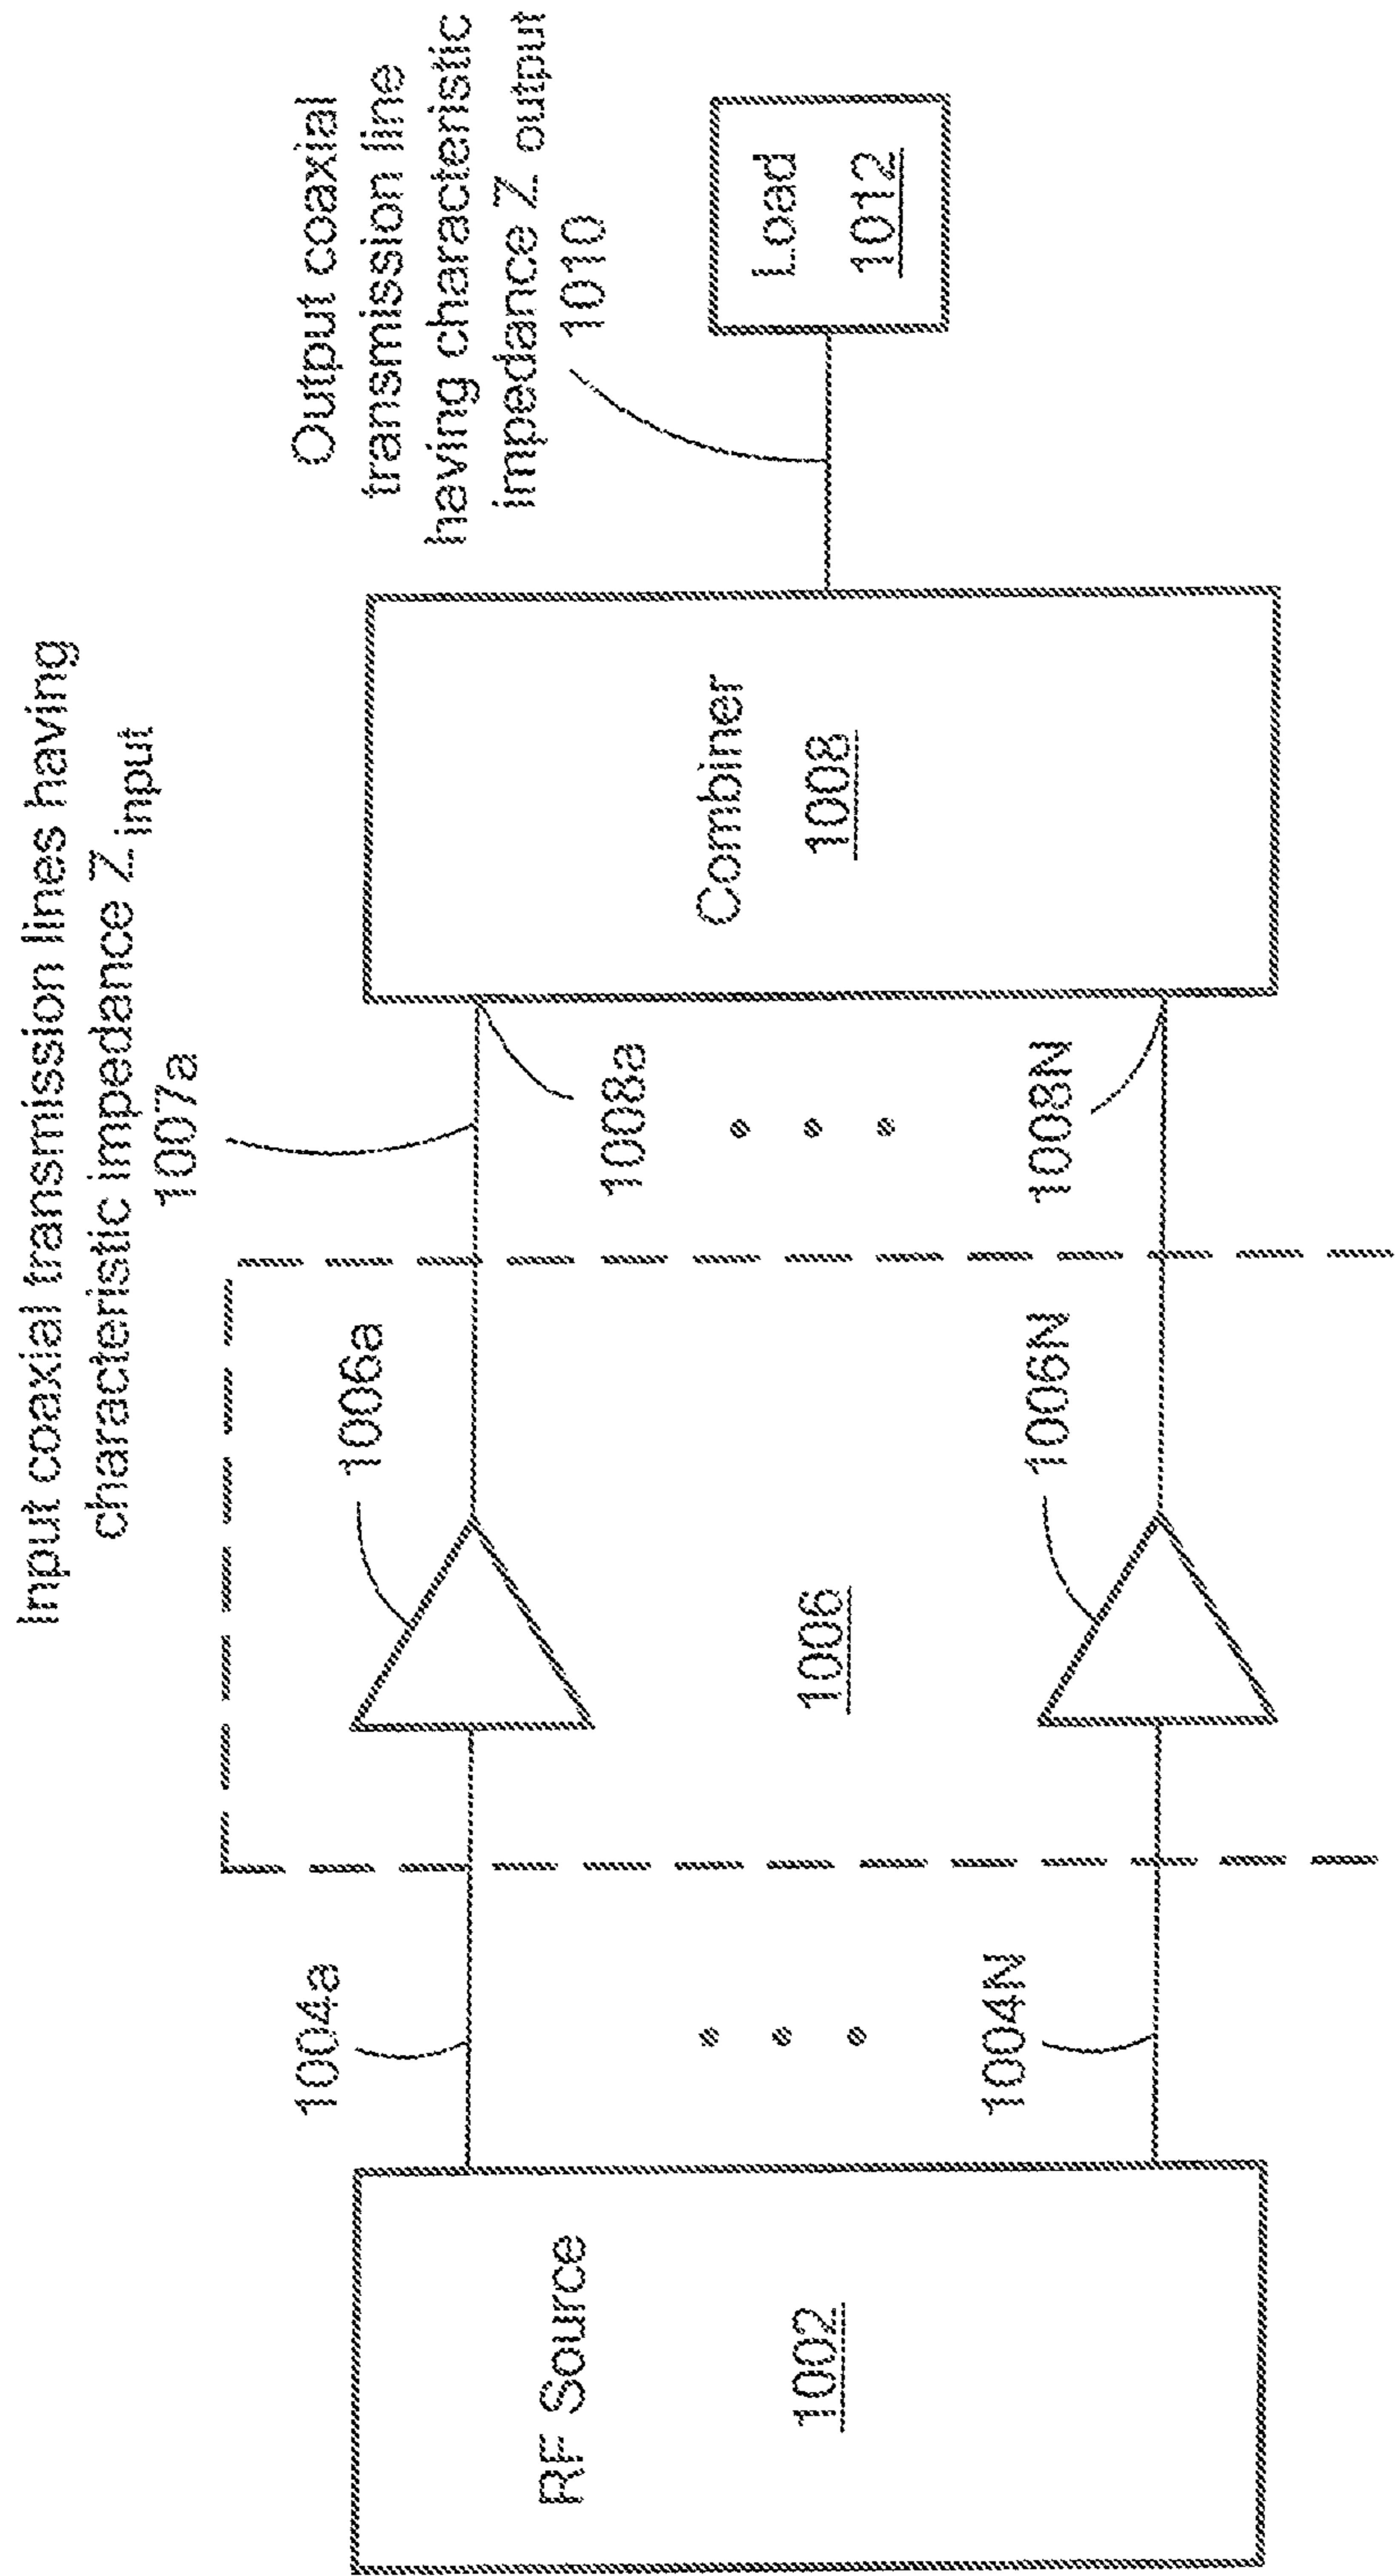 Input coaxial transmission lines having
characteristic impedance Z input
1007a
Output coaxial
transmission line
having characteristic
impedance Z output
1010
1004a
1006a
1008a
RF Source
1002
1006
Combiner
1008
Load
1012
1004N
1006N
1008N